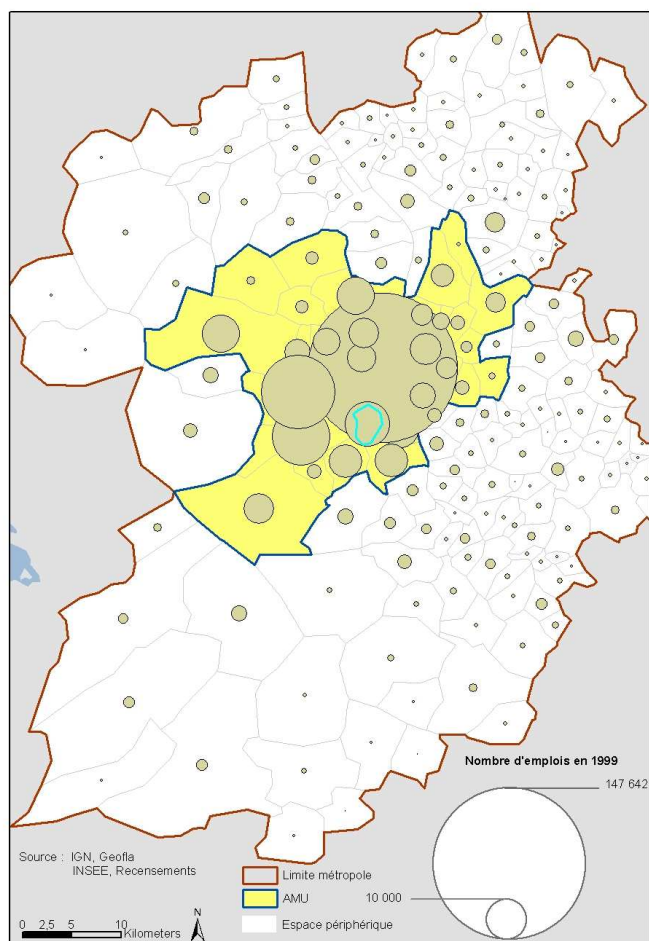 Nombre d'emplois en 1999
147 642
10 000
Source : IGN, Geofla
INSEE, Recensements
Limite métropole
AMU
Espace périphérique
0 2,5 5 10
Kilometers
N